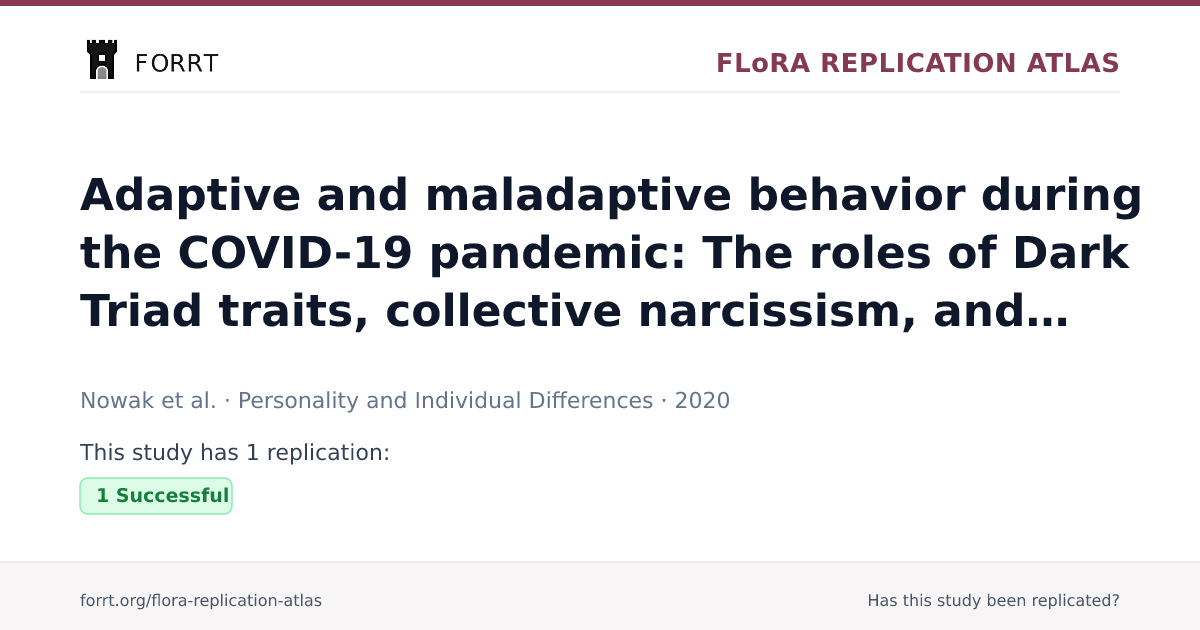 FORRT
FLoRA REPLICATION ATLAS
Adaptive and maladaptive behavior during
the COVID-19 pandemic: The roles of Dark
Triad traits, collective narcissism, and…
Nowak et al. · Personality and Individual Differences · 2020
This study has 1 replication:
1 Successful
forrt.org/flora-replication-atlas
Has this study been replicated?